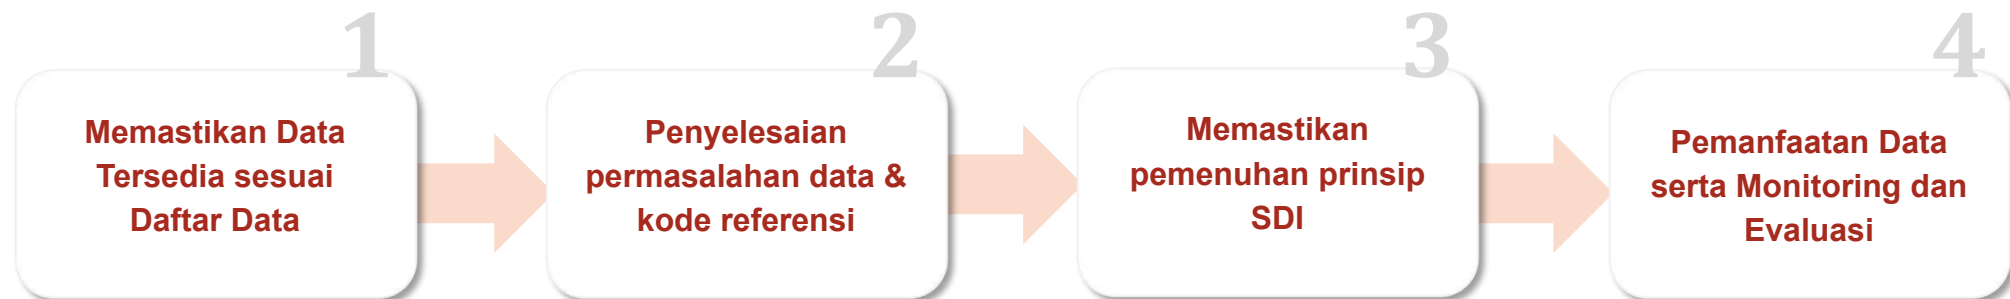 1
Memastikan Data
Tersedia sesuai
Daftar Data
2
Penyelesaian
permasalahan data &
kode referensi
3
Memastikan
pemenuhan prinsip
SDI
4
Pemanfaatan Data
serta Monitoring dan
Evaluasi